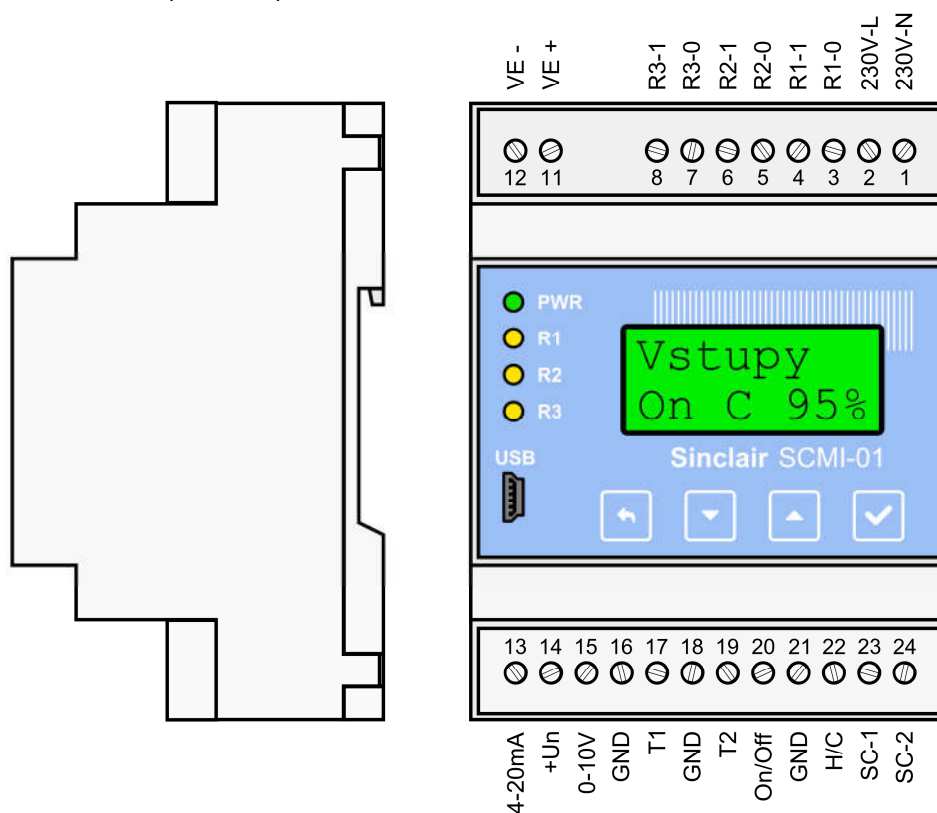 VE -
VE +
R3-1
R3-0
R2-1
R2-0
R1-1
R1-0
230V-L
230V-N
12 11 8 7 6 5 4 3 2 1
PWR
R1
R2
R3
Vstupy
On C 95%
USB
Sinclair SCMI-01
13 14 15 16 17 18 19 20 21 22 23 24
4-20mA
+Un
0-10V
GND
T1
GND
T2
On/Off
GND
H/C
SC-1
SC-2